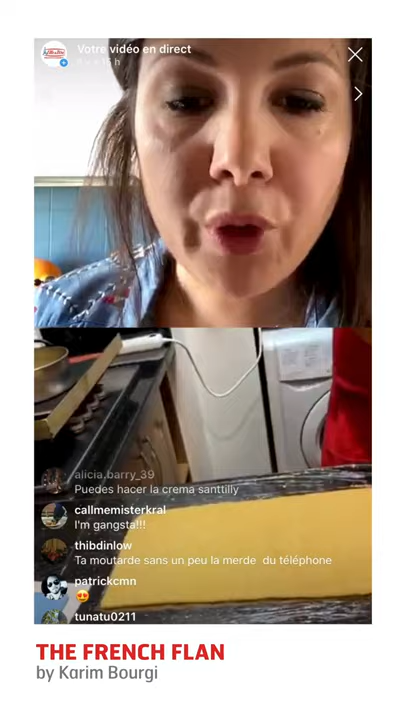 Votre vidéo en direct
alicia.barry_39
Puedes hacer la crema santtilly
callmemisterkral
I'm gangsta!!!
thibdinlow
Ta moutarde sans un peu la merde du téléphone
patrickcmn
😍
tunatu0211
THE FRENCH FLAN
by Karim Bourgi